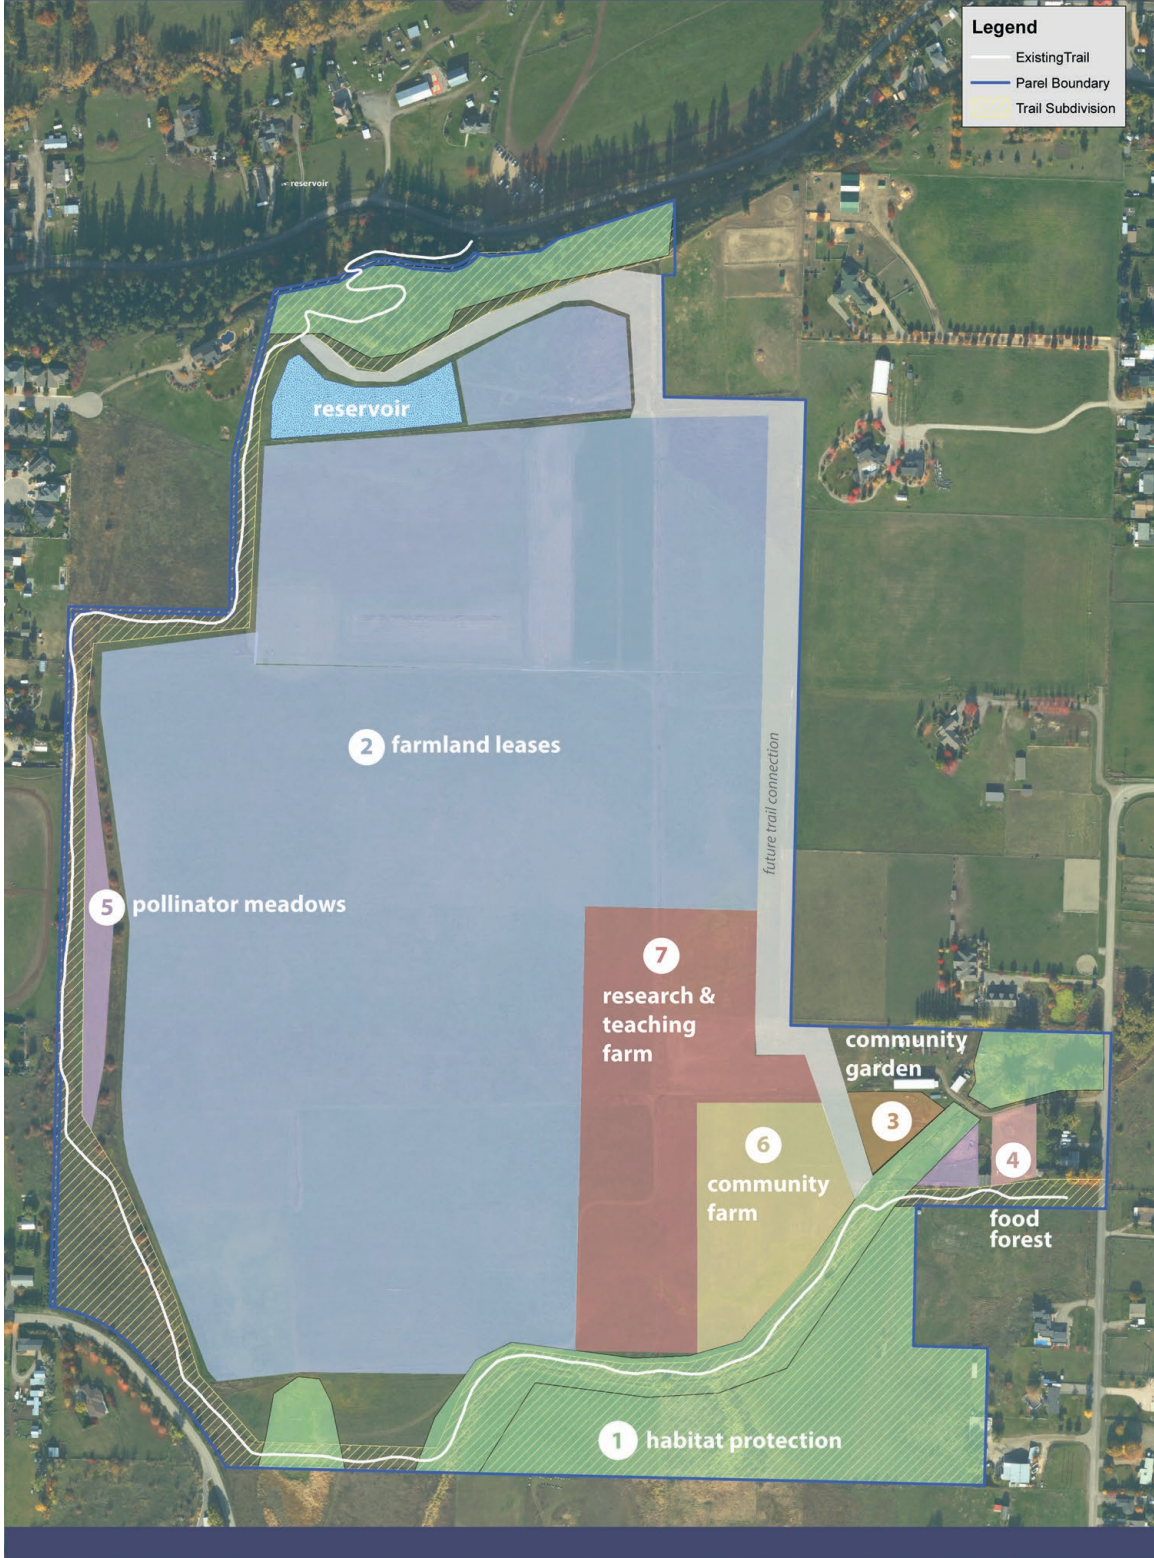 Legend
ExistingTrail
Parel Boundary
Trail Subdivision
reservoir
reservoir
2 farmland leases
future trail connection
5 pollinator meadows
7
research &
teaching
farm
community
garden
3
6
community
farm
4
food
forest
1 habitat protection